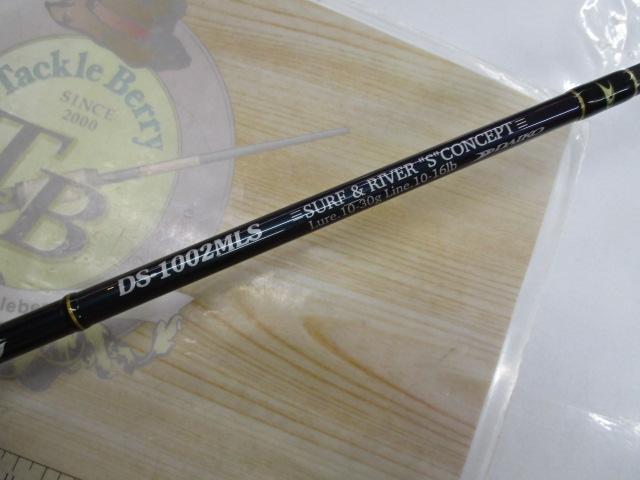 Tackle Berry
SINCE
2000
TB
DS-1002MLS
SURF & RIVER "S" CONCEPT
Lure.10-30g Line.10-16lb
DAIKO